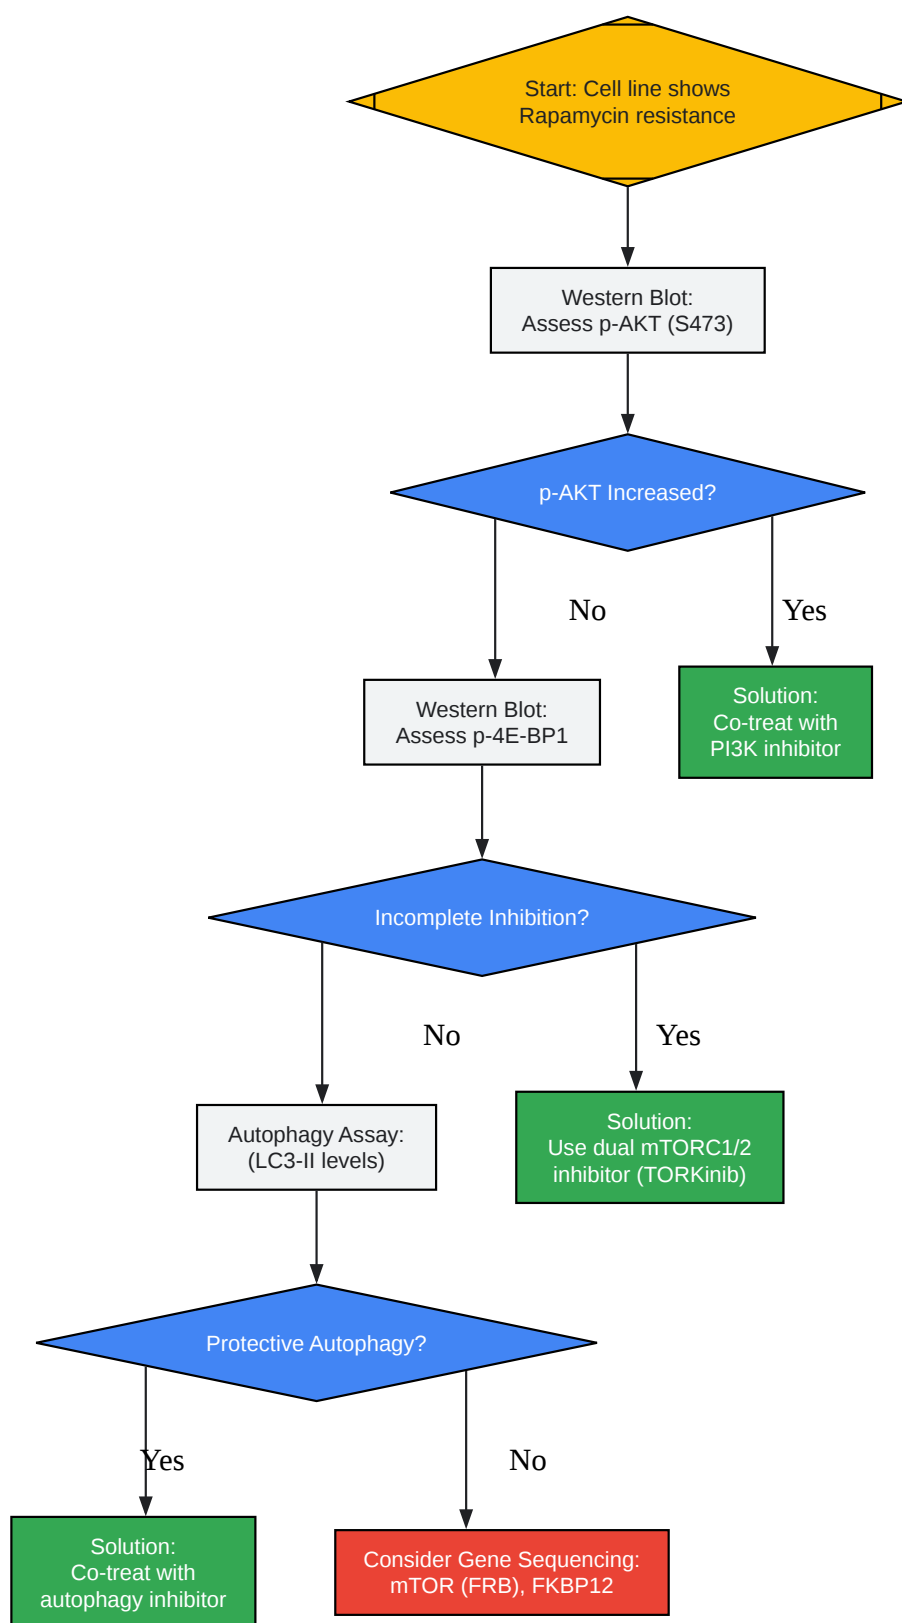 Start: Cell line shows
Rapamycin resistance
Western Blot:
Assess p-AKT (S473)
p-AKT Increased?
No
Yes
Western Blot:
Assess p-4E-BP1
Solution:
Co-treat with
PI3K inhibitor
Incomplete Inhibition?
No
Yes
Autophagy Assay:
(LC3-II levels)
Solution:
Use dual mTORC1/2
inhibitor (TORKinib)
Protective Autophagy?
Yes
No
Solution:
Co-treat with
autophagy inhibitor
Consider Gene Sequencing:
mTOR (FRB), FKBP12